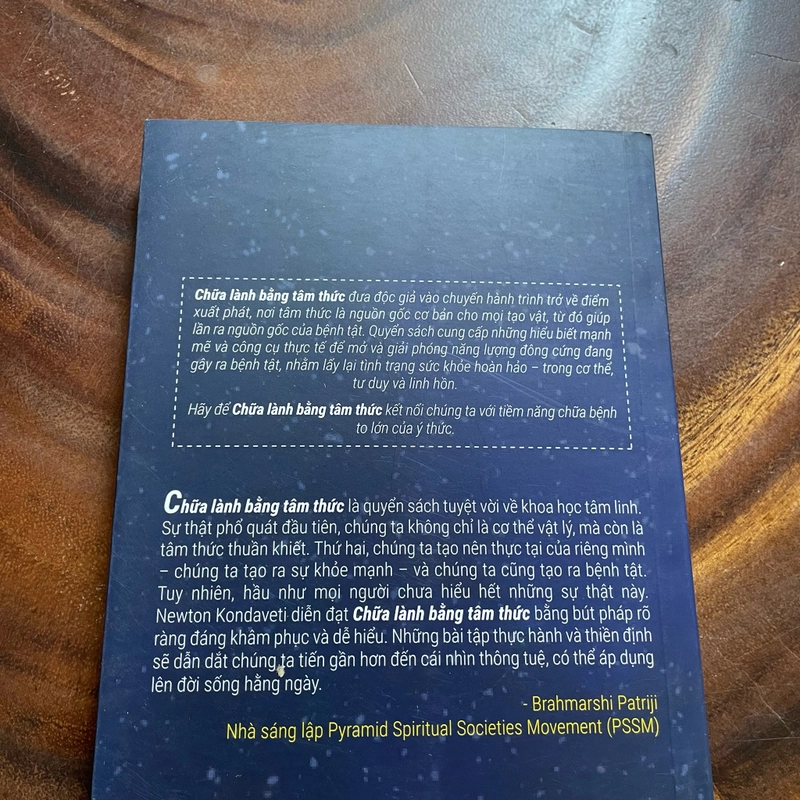 Chữa lành bằng tâm thức đưa độc giả vào chuyến hành trình trở về điểm
xuất phát, nơi tâm thức là nguồn gốc cơ bản cho mọi tạo vật, từ đó giúp
lần ra nguồn gốc của bệnh tật. Quyển sách cung cấp những hiểu biết mạnh
mẽ và công cụ thực tế để mở và giải phóng năng lượng đông cứng đang
gây ra bệnh tật, nhằm lấy lại tình trạng sức khỏe hoàn hảo – trong cơ thể,
tư duy và linh hồn.
Hãy để Chữa lành bằng tâm thức kết nối chúng ta với tiềm năng chữa bệnh
to lớn của ý thức.
Chữa lành bằng tâm thức là quyển sách tuyệt vời về khoa học tâm linh.
Sự thật phổ quát đầu tiên, chúng ta không chỉ là cơ thể vật lý, mà còn là
tâm thức thuần khiết. Thứ hai, chúng ta tạo nên thực tại của riêng mình
– chúng ta tạo ra sự khỏe mạnh – và chúng ta cũng tạo ra bệnh tật.
Tuy nhiên, hầu như mọi người chưa hiểu hết những sự thật này.
Newton Kondaveti diễn đạt Chữa lành bằng tâm thức bằng bút pháp rõ
ràng đáng khâm phục và dễ hiểu. Những bài tập thực hành và thiền định
sẽ dẫn dắt chúng ta tiến gần hơn đến cái nhìn thông tuệ, có thể áp dụng
lên đời sống hằng ngày.
- Brahmarshi Patriji
Nhà sáng lập Pyramid Spiritual Societies Movement (PSSM)